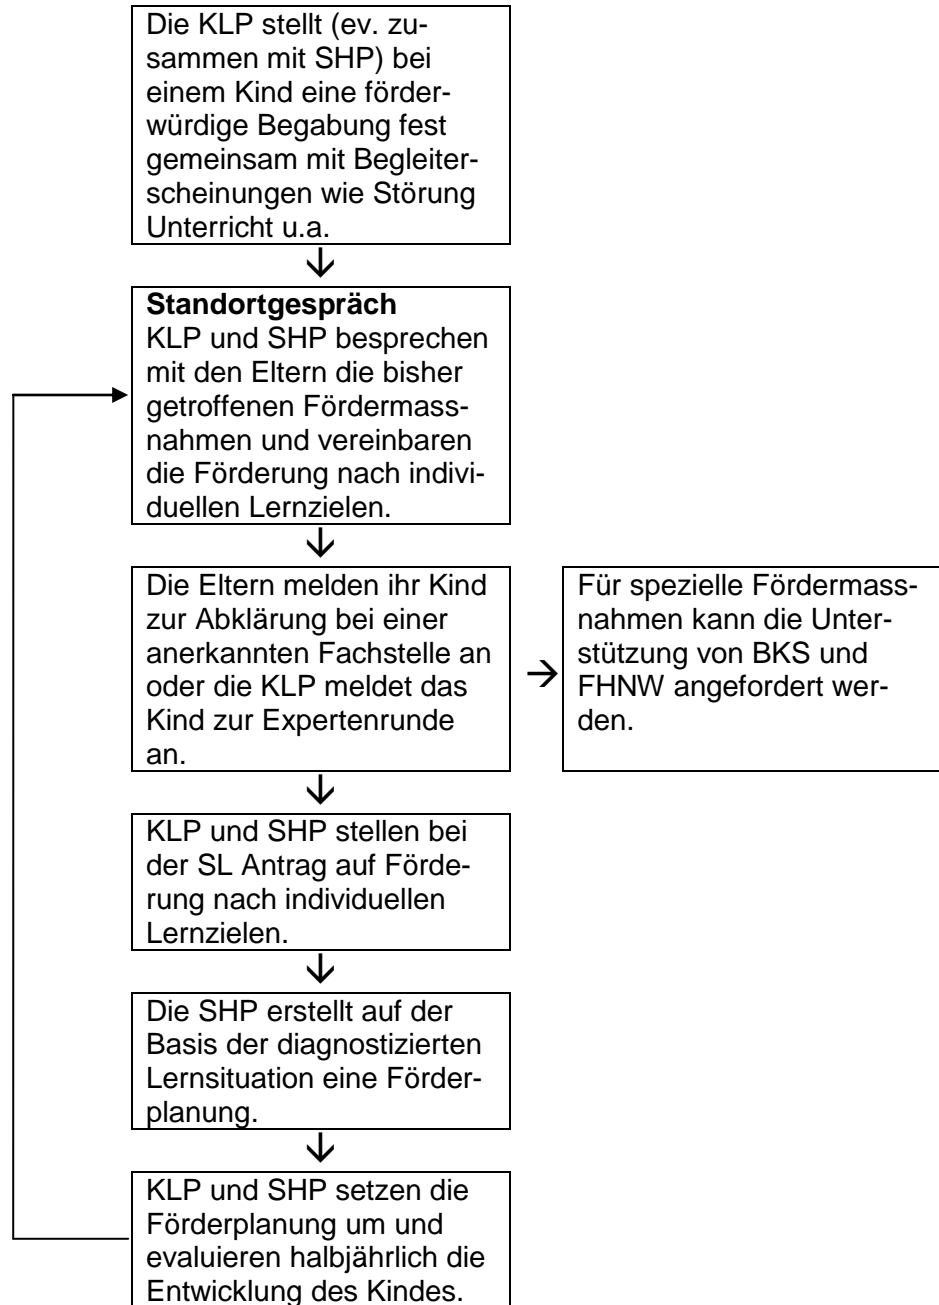 Die KLP stellt (ev. zu-
sammen mit SHP) bei
einem Kind eine förder-
würdige Begabung fest
gemeinsam mit Begleiter-
scheinungen wie Störung
Unterricht u.a.
Standortgespräch
KLP und SHP besprechen
mit den Eltern die bisher
getroffenen Fördermass-
nahmen und vereinbaren
die Förderung nach indivi-
duellen Lernzielen.
Die Eltern melden ihr Kind
zur Abklärung bei einer
anerkannten Fachstelle an
oder die KLP meldet das
Kind zur Expertenrunde
an.
Für spezielle Fördermass-
nahmen kann die Unter-
stützung von BKS und
FHNW angefordert wer-
den.
KLP und SHP stellen bei
der SL Antrag auf Förde-
rung nach individuellen
Lernzielen.
Die SHP erstellt auf der
Basis der diagnostizierten
Lernsituation eine Förder-
planung.
KLP und SHP setzen die
Förderplanung um und
evaluieren halbjährlich die
Entwicklung des Kindes.